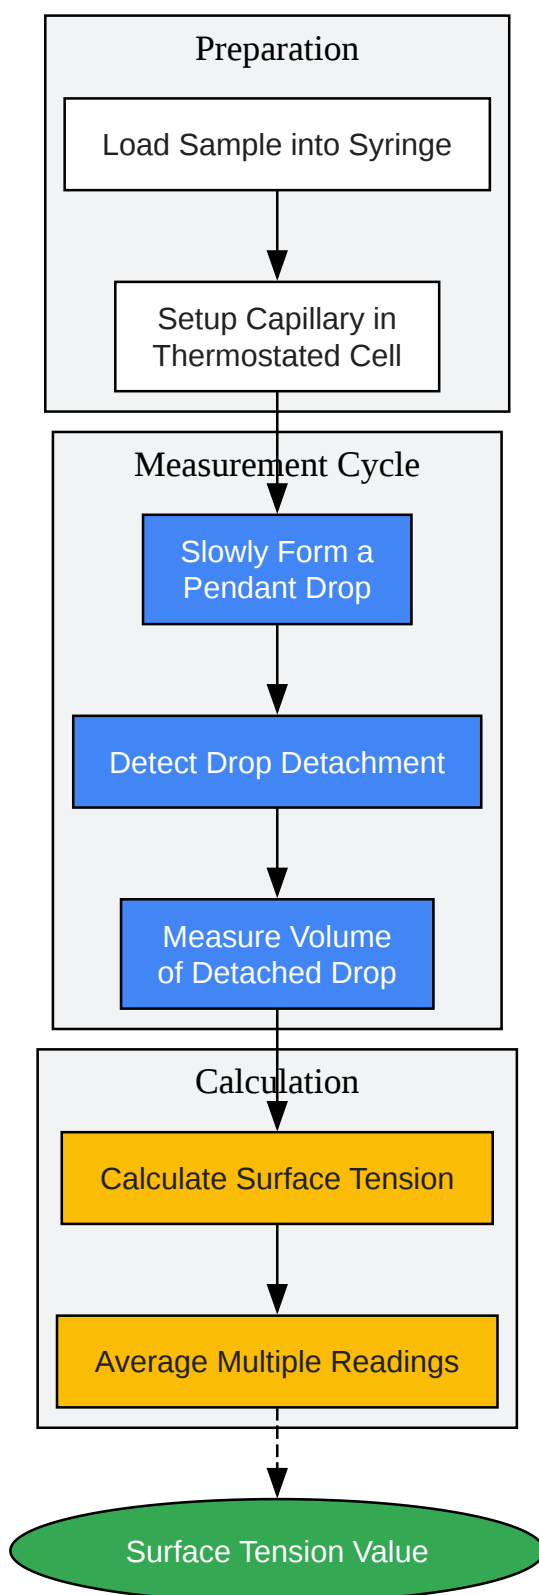 Preparation
Load Sample into Syringe
Setup Capillary in
Thermostated Cell
Measurement Cycle
Slowly Form a
Pendant Drop
Detect Drop Detachment
Measure Volume
of Detached Drop
Calculation
Calculate Surface Tension
Average Multiple Readings
Surface Tension Value